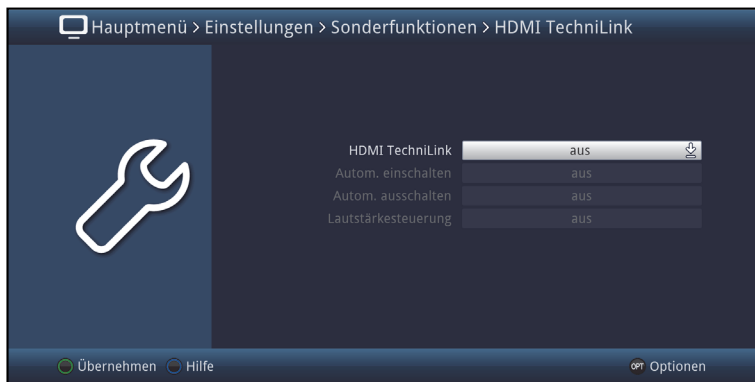 Hauptmenü > Einstellungen > Sonderfunktionen > HDMI TechniLink
HDMI TechniLink aus
Autom. einschalten aus
Autom. ausschalten aus
Lautstärkesteuerung aus
Übernehmen Hilfe OPT Optionen